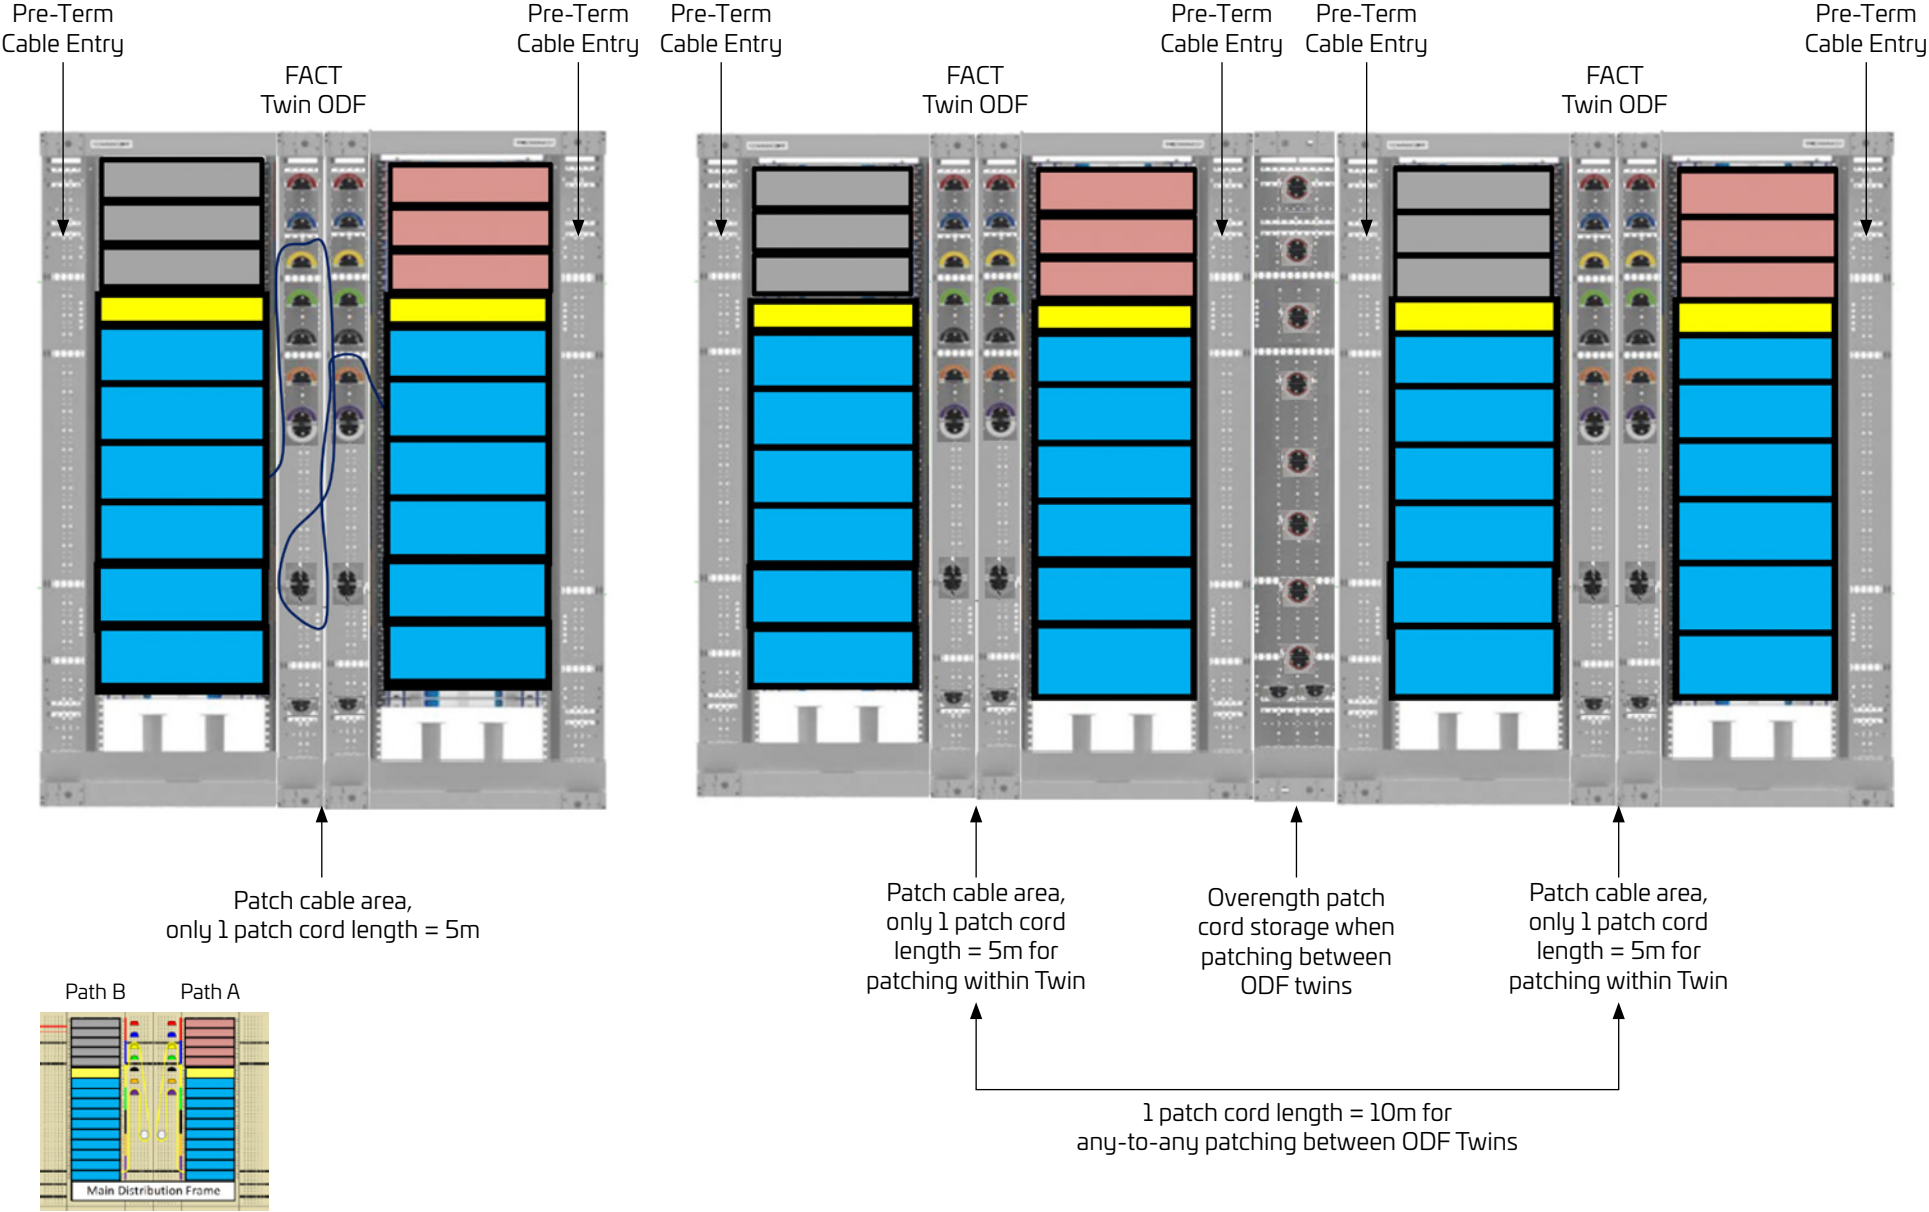 Pre-Term
Cable Entry
Pre-Term
Cable Entry
Pre-Term
Cable Entry
Pre-Term
Cable Entry
Pre-Term
Cable Entry
Pre-Term
Cable Entry
FACT
Twin ODF
FACT
Twin ODF
FACT
Twin ODF
Patch cable area,
only 1 patch cord length = 5m
Patch cable area,
only 1 patch cord
length = 5m for
patching within Twin
Overength patch
cord storage when
patching between
ODF twins
Patch cable area,
only 1 patch cord
length = 5m for
patching within Twin
1 patch cord length = 10m for
any-to-any patching between ODF Twins
Path B
Path A
Main Distribution Frame